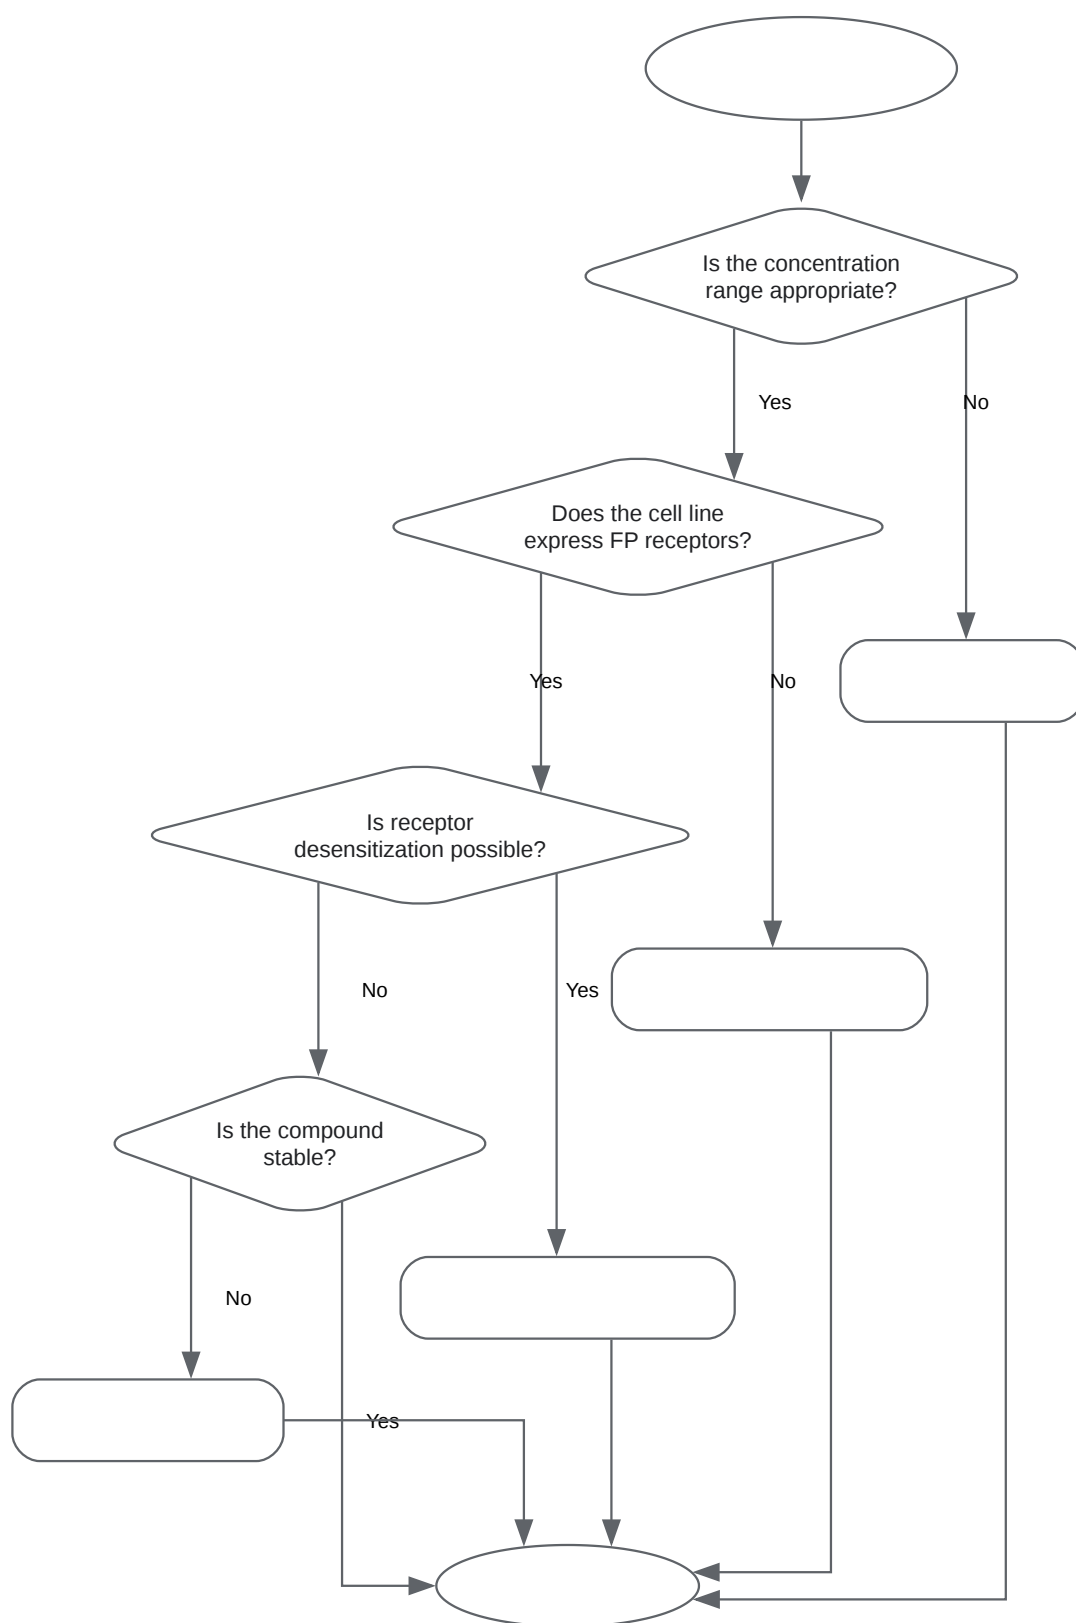 Is the concentration
range appropriate?
Yes
No
Does the cell line
express FP receptors?
Yes
No
Is receptor
desensitization possible?
No
Yes
Is the compound
stable?
No
Yes